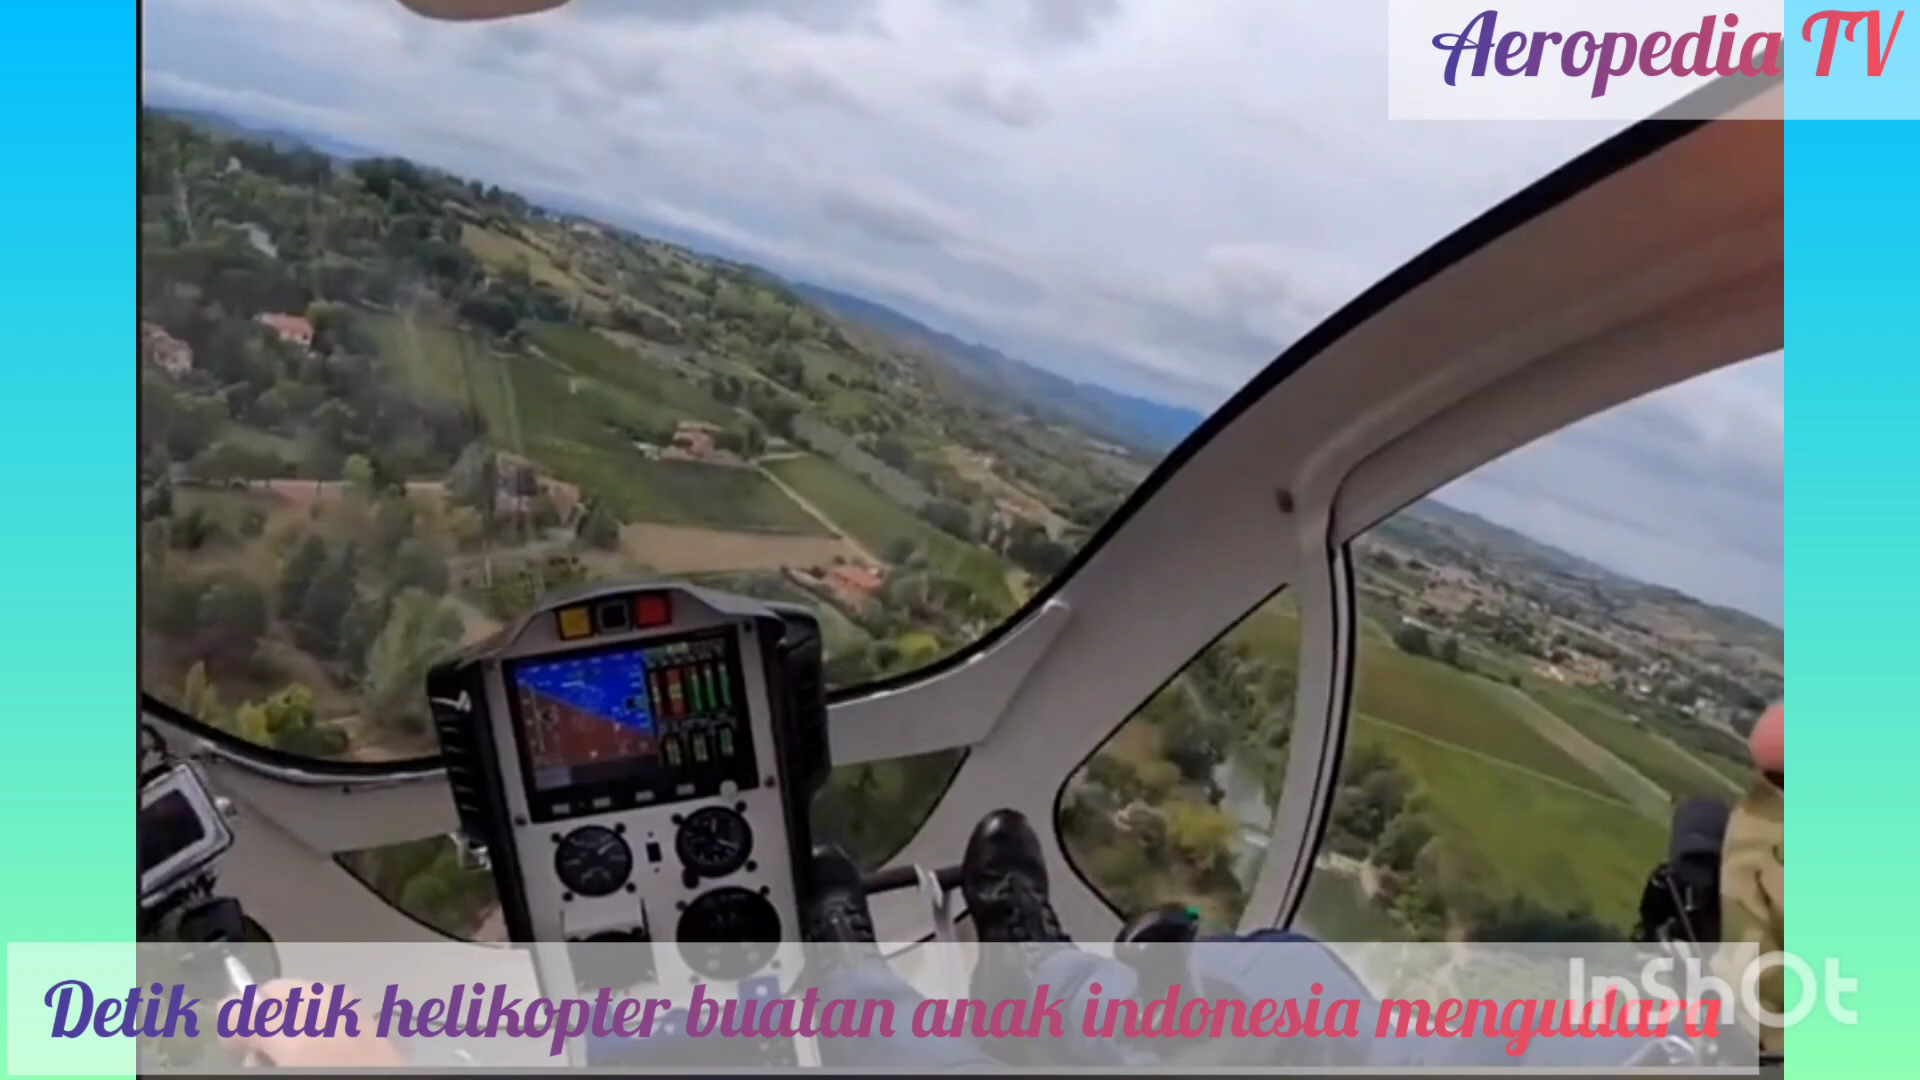 Aeropedia TV
Detik detik helikopter buatan anak indonesia mengudara
InShOt